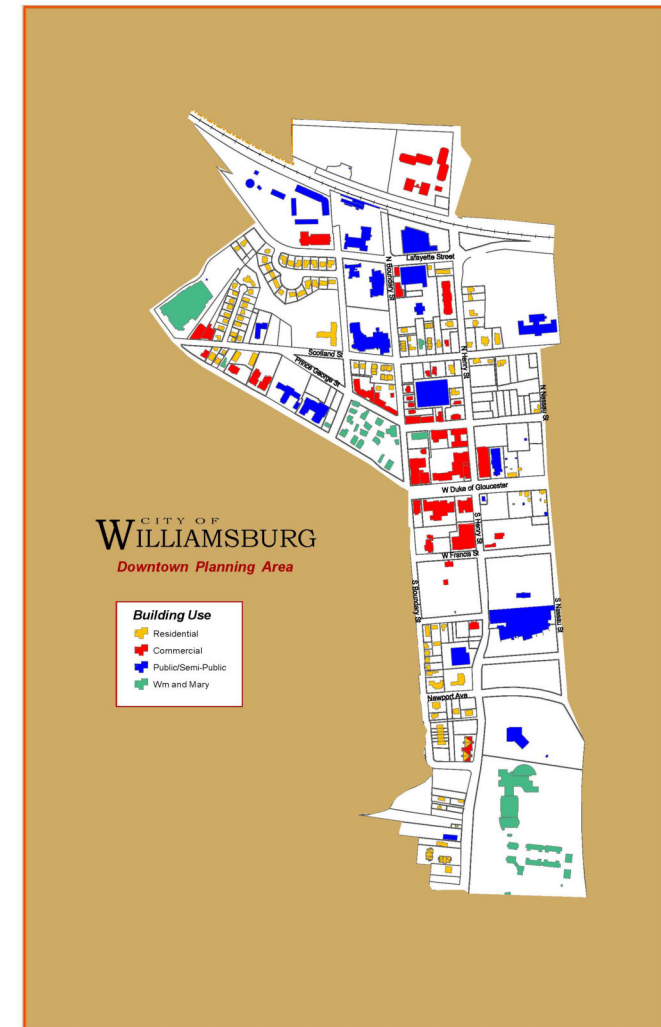 Lafayette Street
N Boundary St
Scotland St
Prince George St
N Henry St
N Nassau St
W Duke of Gloucester
CITY OF
WILLIAMSBURG
S Henry St
W Francis St
Downtown Planning Area
S Boundary St
S Nassau St
Building Use
Residential
Commercial
Public/Semi-Public
Wm and Mary
Newport Ave